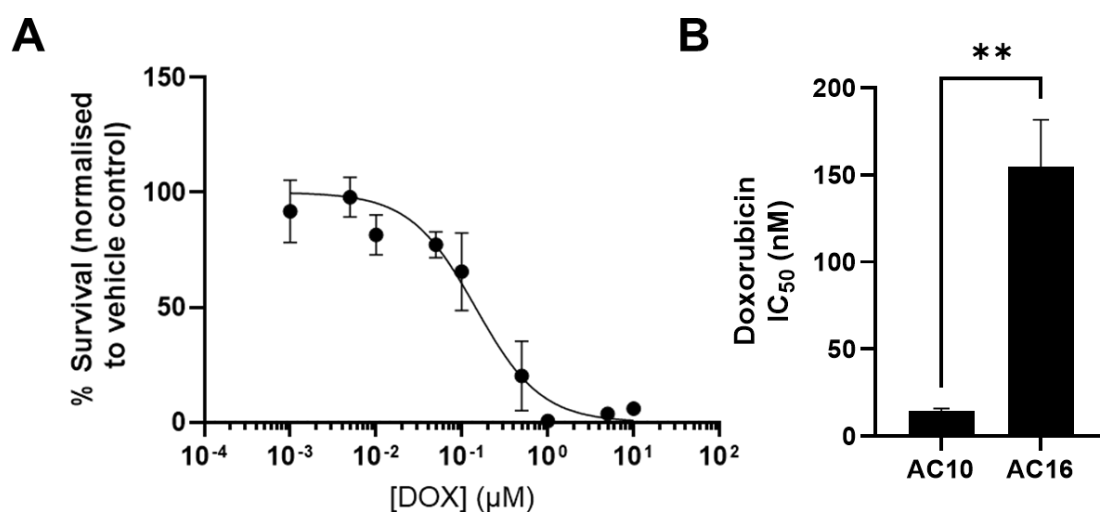 A
% Survival (normalised
to vehicle control)
150
100
50
0
10⁻⁴
10⁻³
10⁻²
10⁻¹
10⁰
10¹
10²
[DOX] (µM)
B
**
Doxorubicin
IC₅₀ (nM)
200
150
100
50
0
AC10
AC16